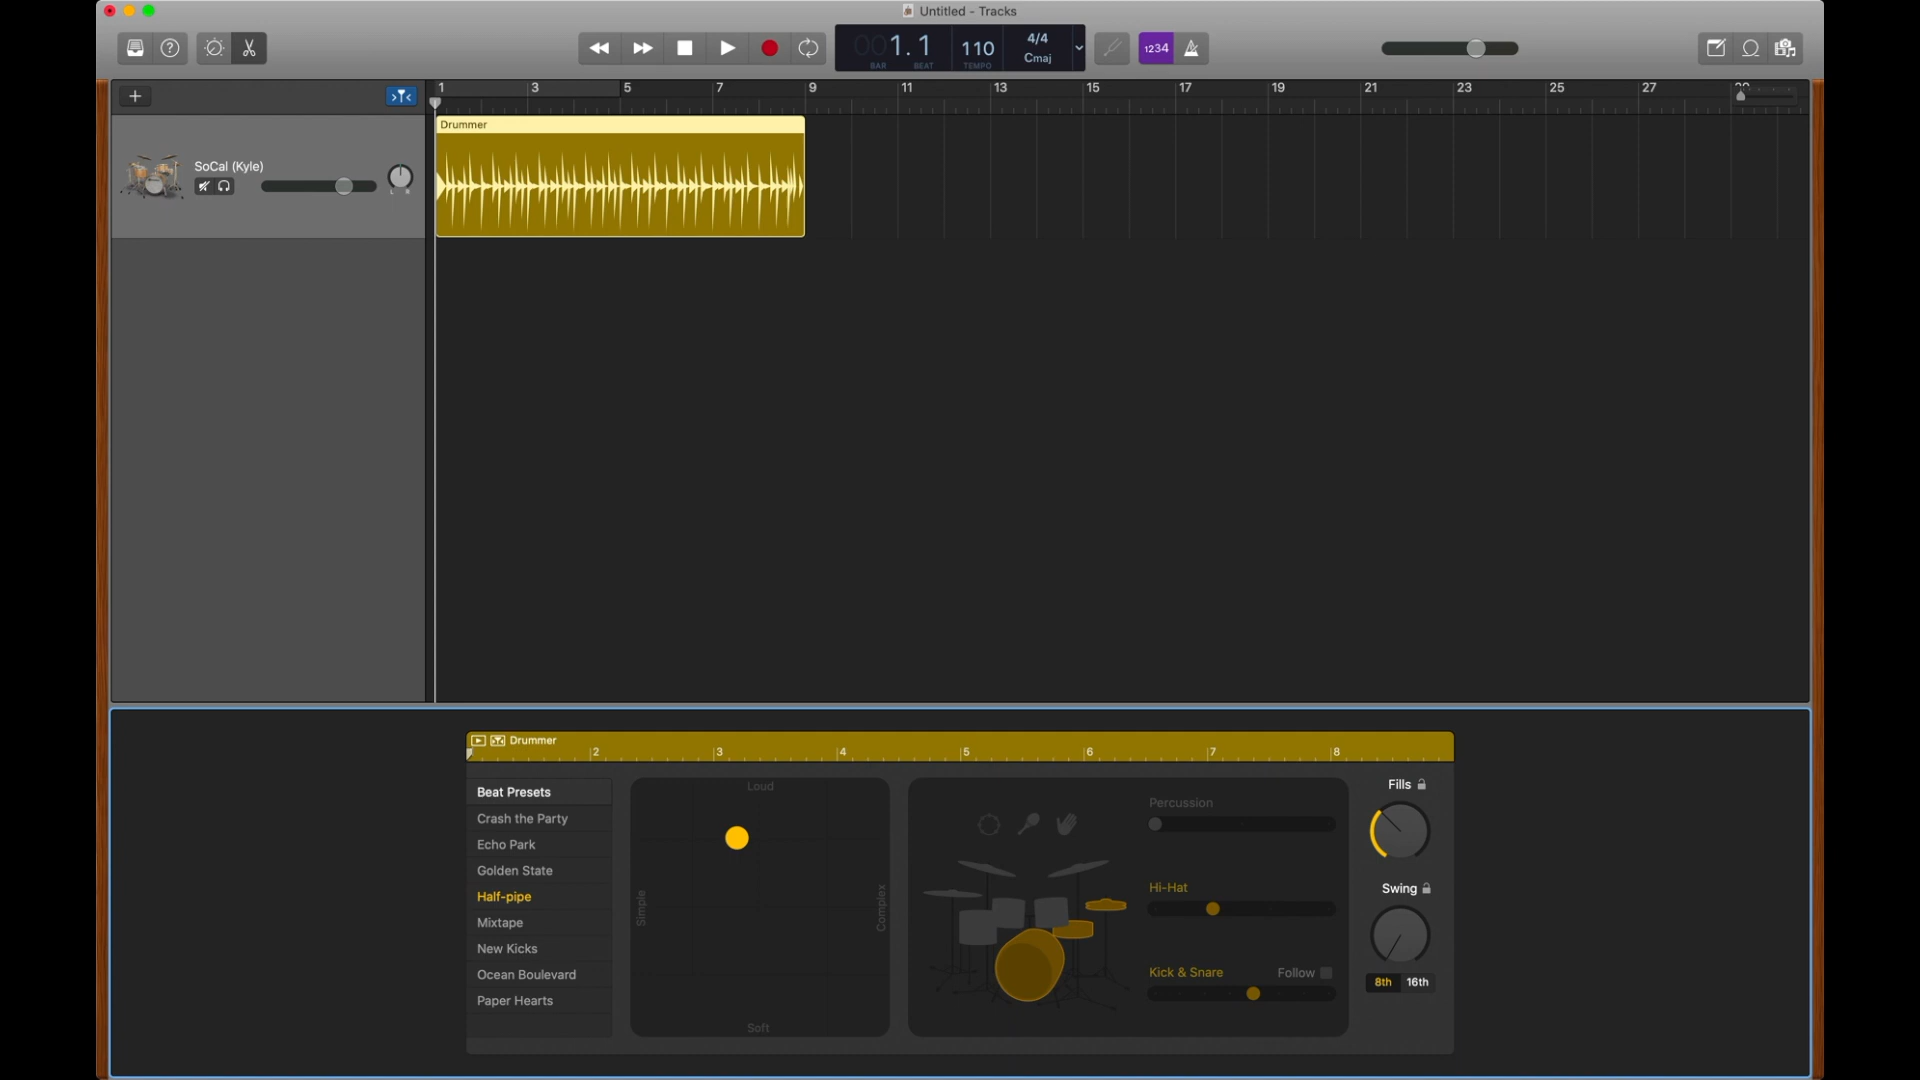 Untitled - Tracks
001.1
BAR BEAT
110
TEMPO
4/4
Cmaj
1234
1 3 5 7 9 11 13 15 17 19 21 23 25 27
Drummer
SoCal (Kyle)
L R
Drummer
2 3 4 5 6 7 8
Beat Presets
Crash the Party
Echo Park
Golden State
Half-pipe
Mixtape
New Kicks
Ocean Boulevard
Paper Hearts
Loud
Simple
Complex
Soft
Percussion
Hi-Hat
Kick & Snare Follow
Fills
Swing
8th 16th